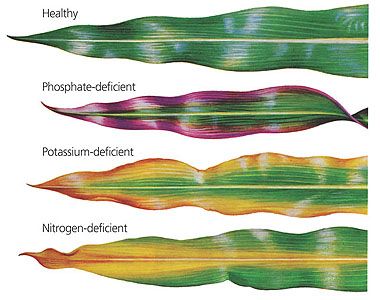 Healthy
Phosphate-deficient
Potassium-deficient
Nitrogen-deficient